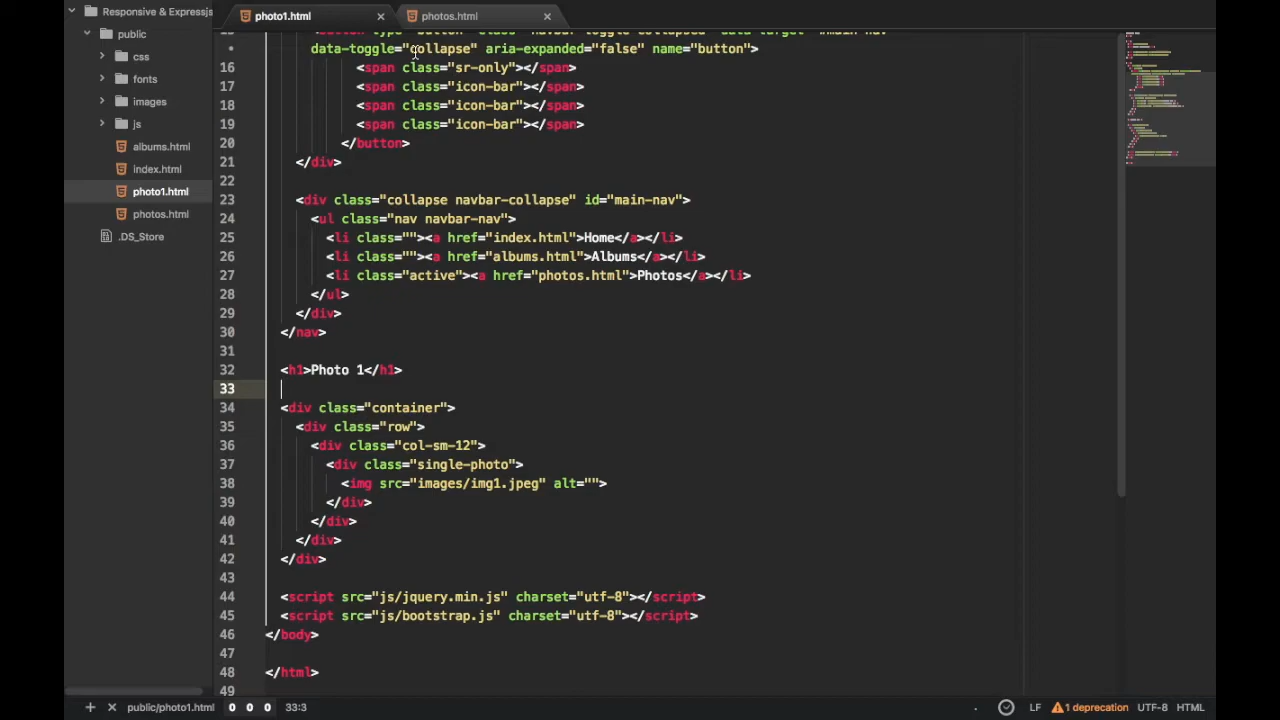 Responsive & Expressjs
public
css
fonts
images
js
albums.html
index.html
photo1.html
photos.html
.DS_Store
photo1.html
photos.html
data-toggle="collapse" aria-expanded="false" name="button">
16 <span class="sr-only"></span>
17 <span class="icon-bar"></span>
18 <span class="icon-bar"></span>
19 <span class="icon-bar"></span>
20 </button>
21 </div>
22
23 <div class="collapse navbar-collapse" id="main-nav">
24 <ul class="nav navbar-nav">
25 <li class=""><a href="index.html">Home</a></li>
26 <li class=""><a href="albums.html">Albums</a></li>
27 <li class="active"><a href="photos.html">Photos</a></li>
28 </ul>
29 </div>
30 </nav>
31
32 <h1>Photo 1</h1>
33
34 <div class="container">
35 <div class="row">
36 <div class="col-sm-12">
37 <div class="single-photo">
38 <img src="images/img1.jpeg" alt="">
39 </div>
40 </div>
41 </div>
42 </div>
43
44 <script src="js/jquery.min.js" charset="utf-8"></script>
45 <script src="js/bootstrap.js" charset="utf-8"></script>
46 </body>
47
48 </html>
49
public/photo1.html 0 0 0 33:3 LF 1 deprecation UTF-8 HTML